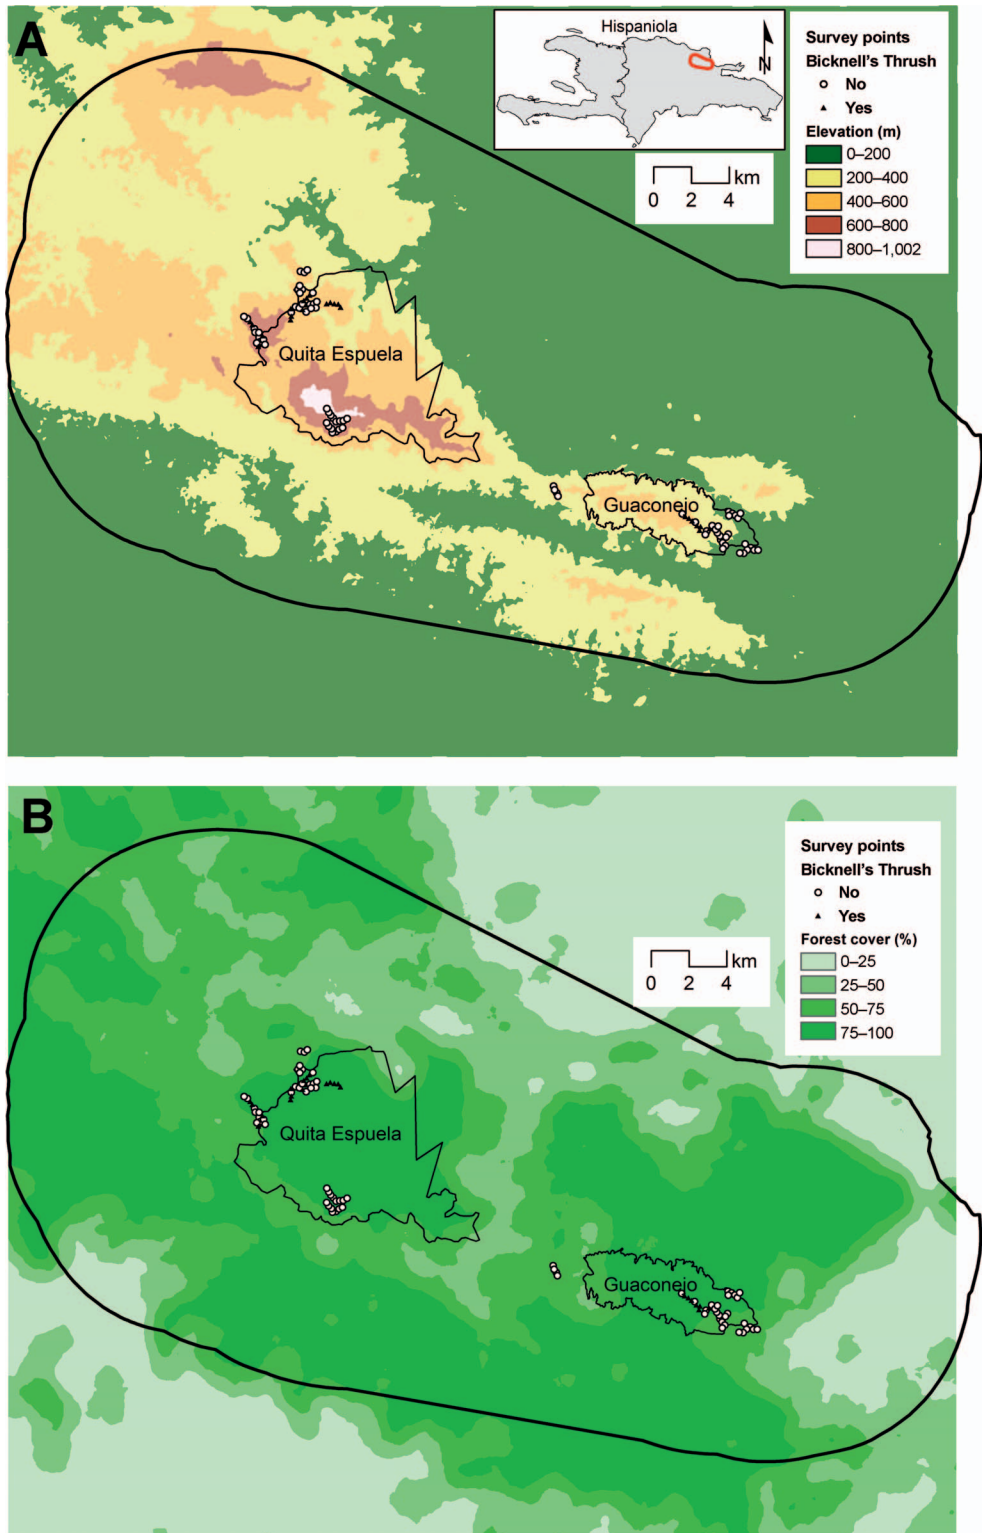 A
Hispaniola
N
km
0 2 4
Survey points
Bicknell's Thrush
No
Yes
Elevation (m)
0–200
200–400
400–600
600–800
800–1,002
Quita Espuela
Guaconejo
B
km
0 2 4
Survey points
Bicknell's Thrush
No
Yes
Forest cover (%)
0–25
25–50
50–75
75–100
Quita Espuela
Guaconejo